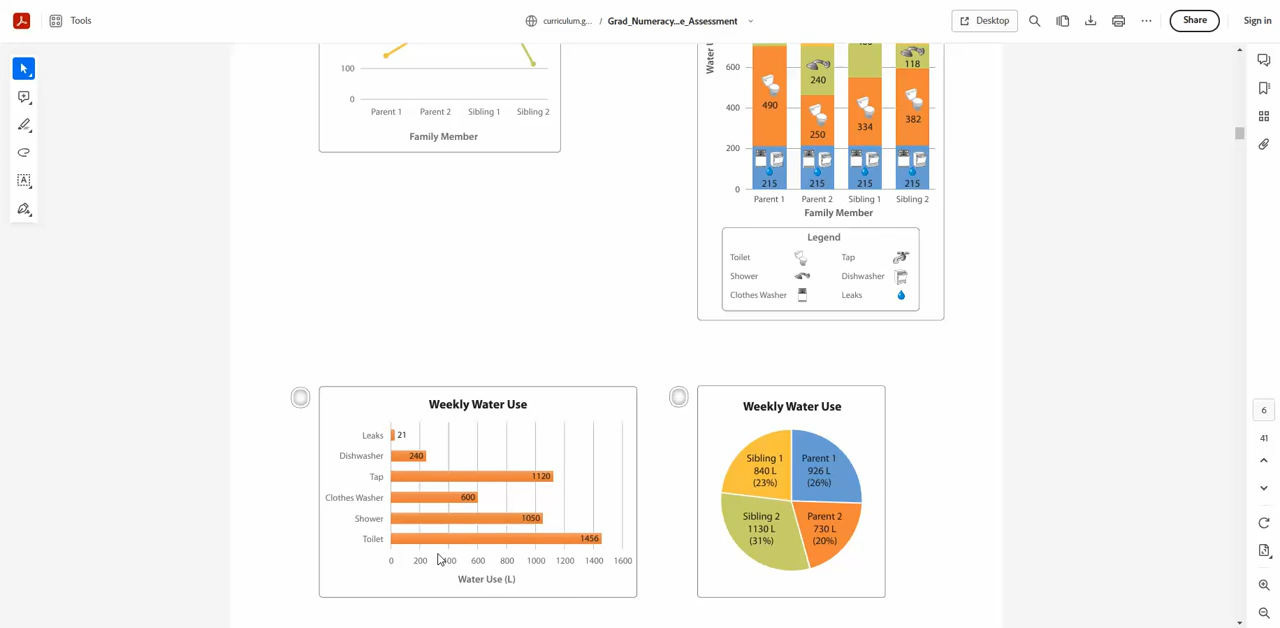 Tools
curriculum.g... / Grad_Numeracy...e_Assessment
Desktop
Share
Sign in
100
0
Parent 1 Parent 2 Sibling 1 Sibling 2
Family Member
600
400
200
0
118
240
490
250
334
382
215 215 215 215
Parent 1 Parent 2 Sibling 1 Sibling 2
Family Member
Legend
Toilet Tap
Shower Dishwasher
Clothes Washer Leaks
Weekly Water Use
Leaks 21
Dishwasher 240
Tap 1120
Clothes Washer 600
Shower 1050
Toilet 1456
0 200 400 600 800 1000 1200 1400 1600
Water Use (L)
Weekly Water Use
Sibling 1
840 L
(23%)
Parent 1
926 L
(26%)
Sibling 2
1130 L
(31%)
Parent 2
730 L
(20%)
6
41